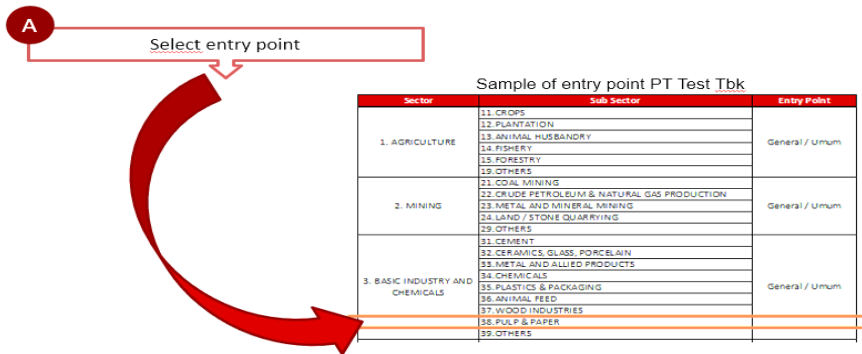 A
Select entry point
Sample of entry point PT Test Tbk
Sector Sub Sector Entry Point
1. AGRICULTURE
11.CROPS
12.PLANTATION
13.ANIMAL HUSBANDRY
14.FISHERY
15.FORESTRY
19.OTHERS
General / Umum
2. MINING
21.COAL MINING
22.CRUDE PETROLEUM & NATURAL GAS PRODUCTION
23.METAL AND MINERAL MINING
24.LAND / STONE QUARRYING
29.OTHERS
General / Umum
3. BASIC INDUSTRY AND
CHEMICALS
31.CEMENT
32.CERAMICS, GLASS, PORCELAIN
33.METAL AND ALLIED PRODUCTS
34.CHEMICALS
35.PLASTICS & PACKAGING
36.ANIMAL FEED
37.WOOD INDUSTRIES
38.PULP & PAPER
39.OTHERS
General / Umum